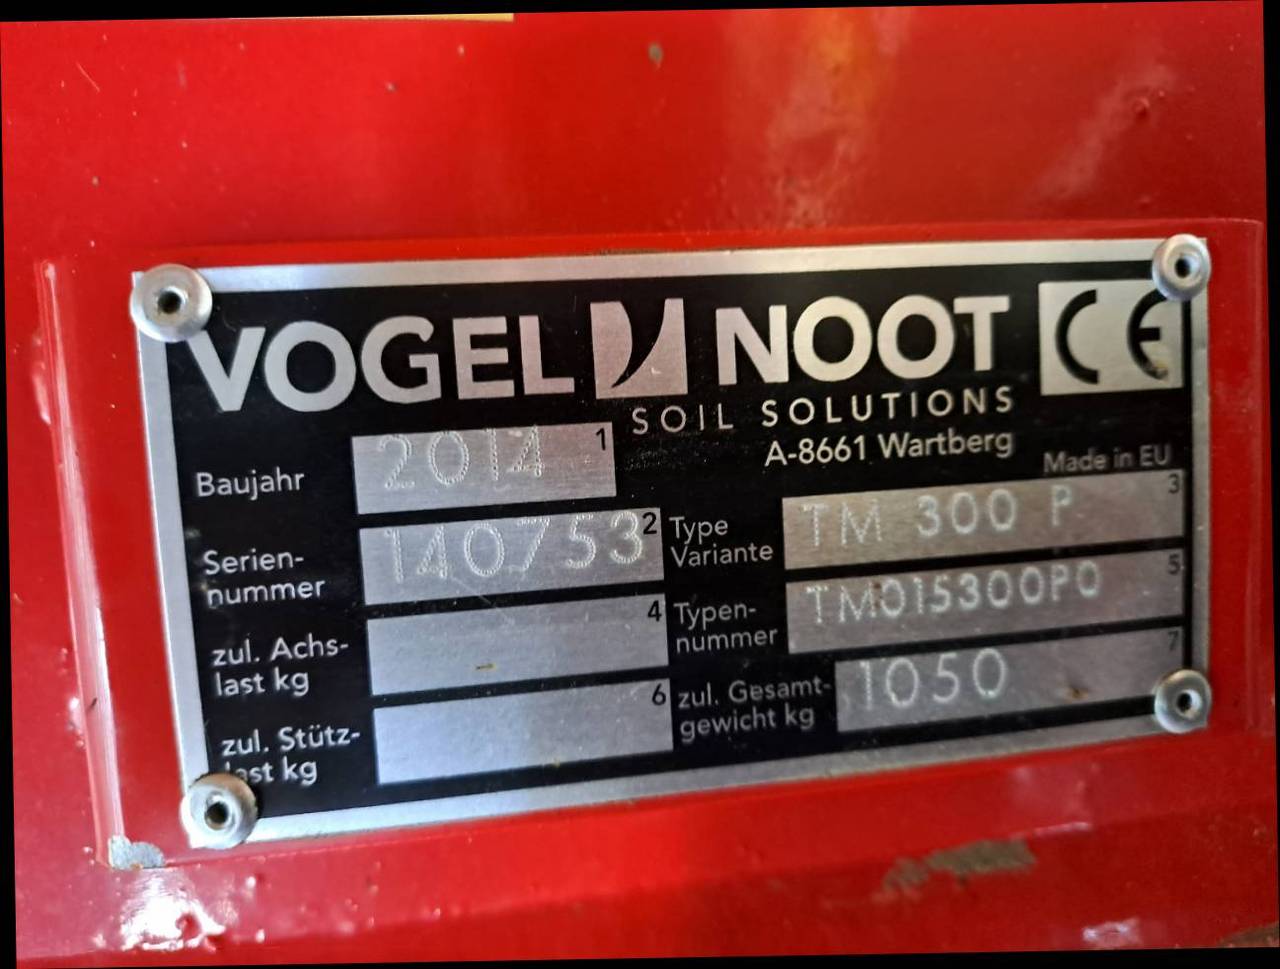 VOGEL NOOT CE
SOIL SOLUTIONS
A-8661 Wartberg
Made in EU
Baujahr 2014 1
Serien-
nummer 140753 2
Type
Variante TM 300 P 3
zul. Achs-
last kg 4
Typen-
nummer TM015300P0 5
zul. Stütz-
last kg 6
zul. Gesamt-
gewicht kg 1050 7